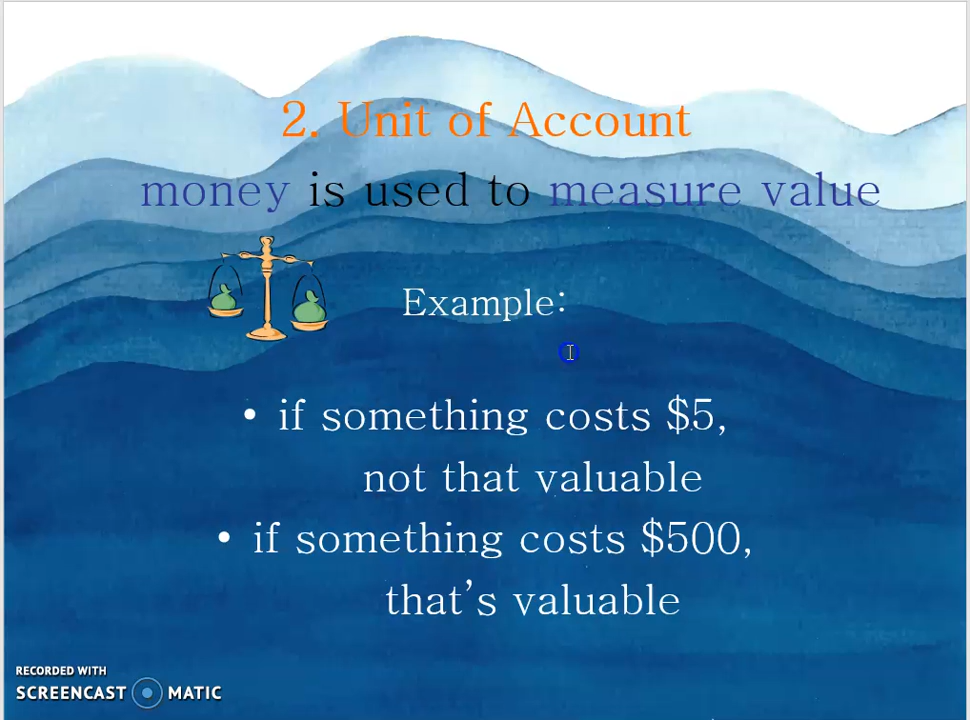 2. Unit of Account
money is used to measure value
Example:
• if something costs $5,
not that valuable
• if something costs $500,
that's valuable
RECORDED WITH
SCREENCAST MATIC